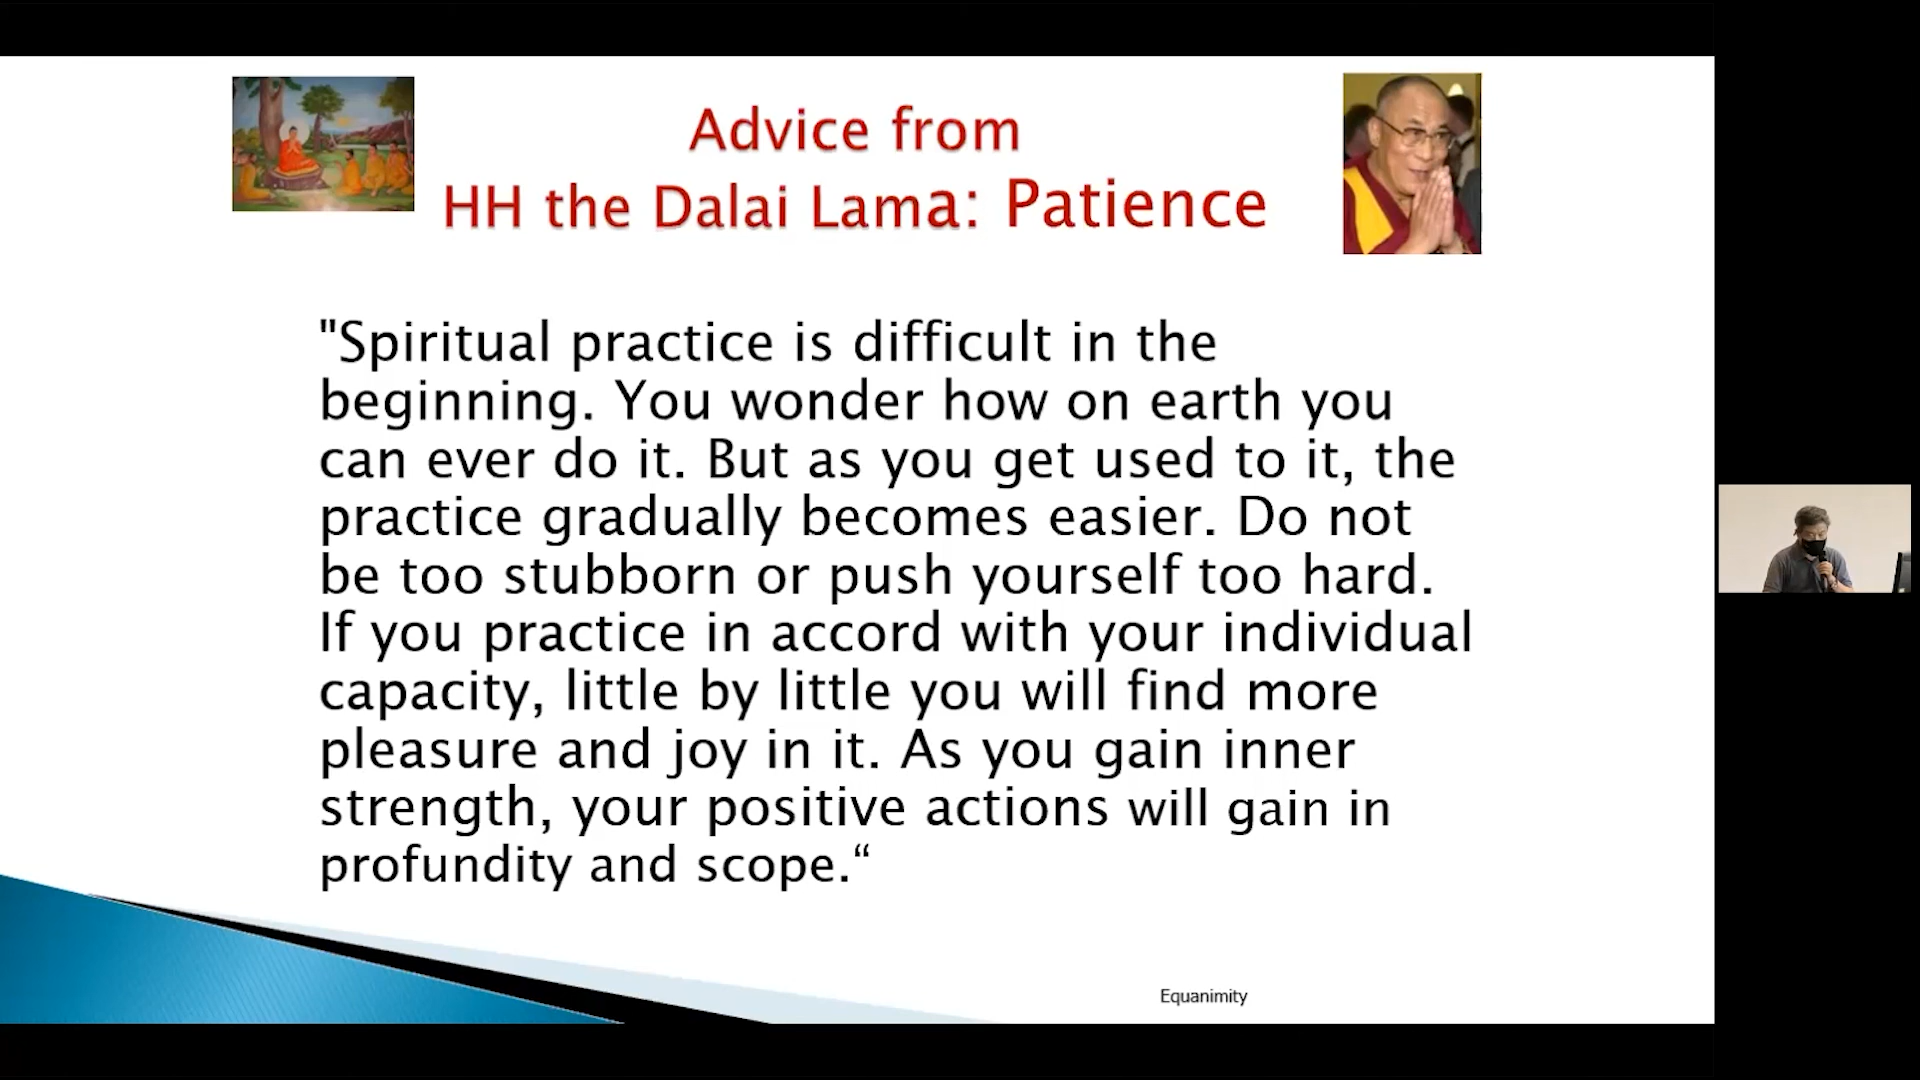 Advice from
HH the Dalai Lama: Patience
"Spiritual practice is difficult in the
beginning. You wonder how on earth you
can ever do it. But as you get used to it, the
practice gradually becomes easier. Do not
be too stubborn or push yourself too hard.
If you practice in accord with your individual
capacity, little by little you will find more
pleasure and joy in it. As you gain inner
strength, your positive actions will gain in
profundity and scope.“
Equanimity